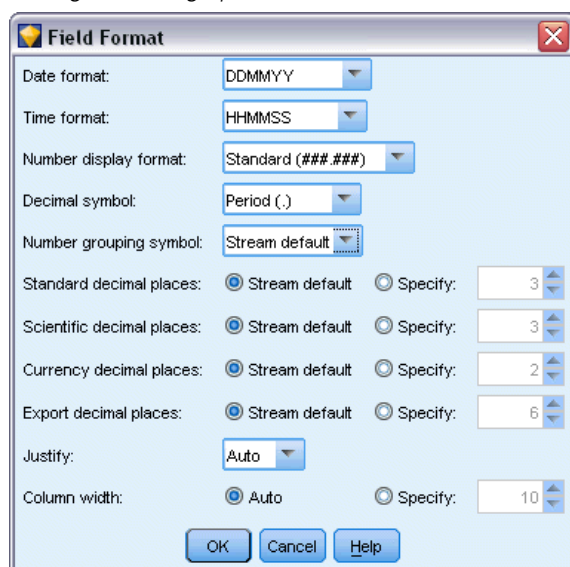 Field Format
Date format: DDMMYY
Time format: HHMMSS
Number display format: Standard (###.###)
Decimal symbol: Period (.)
Number grouping symbol: Stream default
Standard decimal places: Stream default Specify: 3
Scientific decimal places: Stream default Specify: 3
Currency decimal places: Stream default Specify: 2
Export decimal places: Stream default Specify: 6
Justify: Auto
Column width: Auto Specify: 10
OK Cancel Help